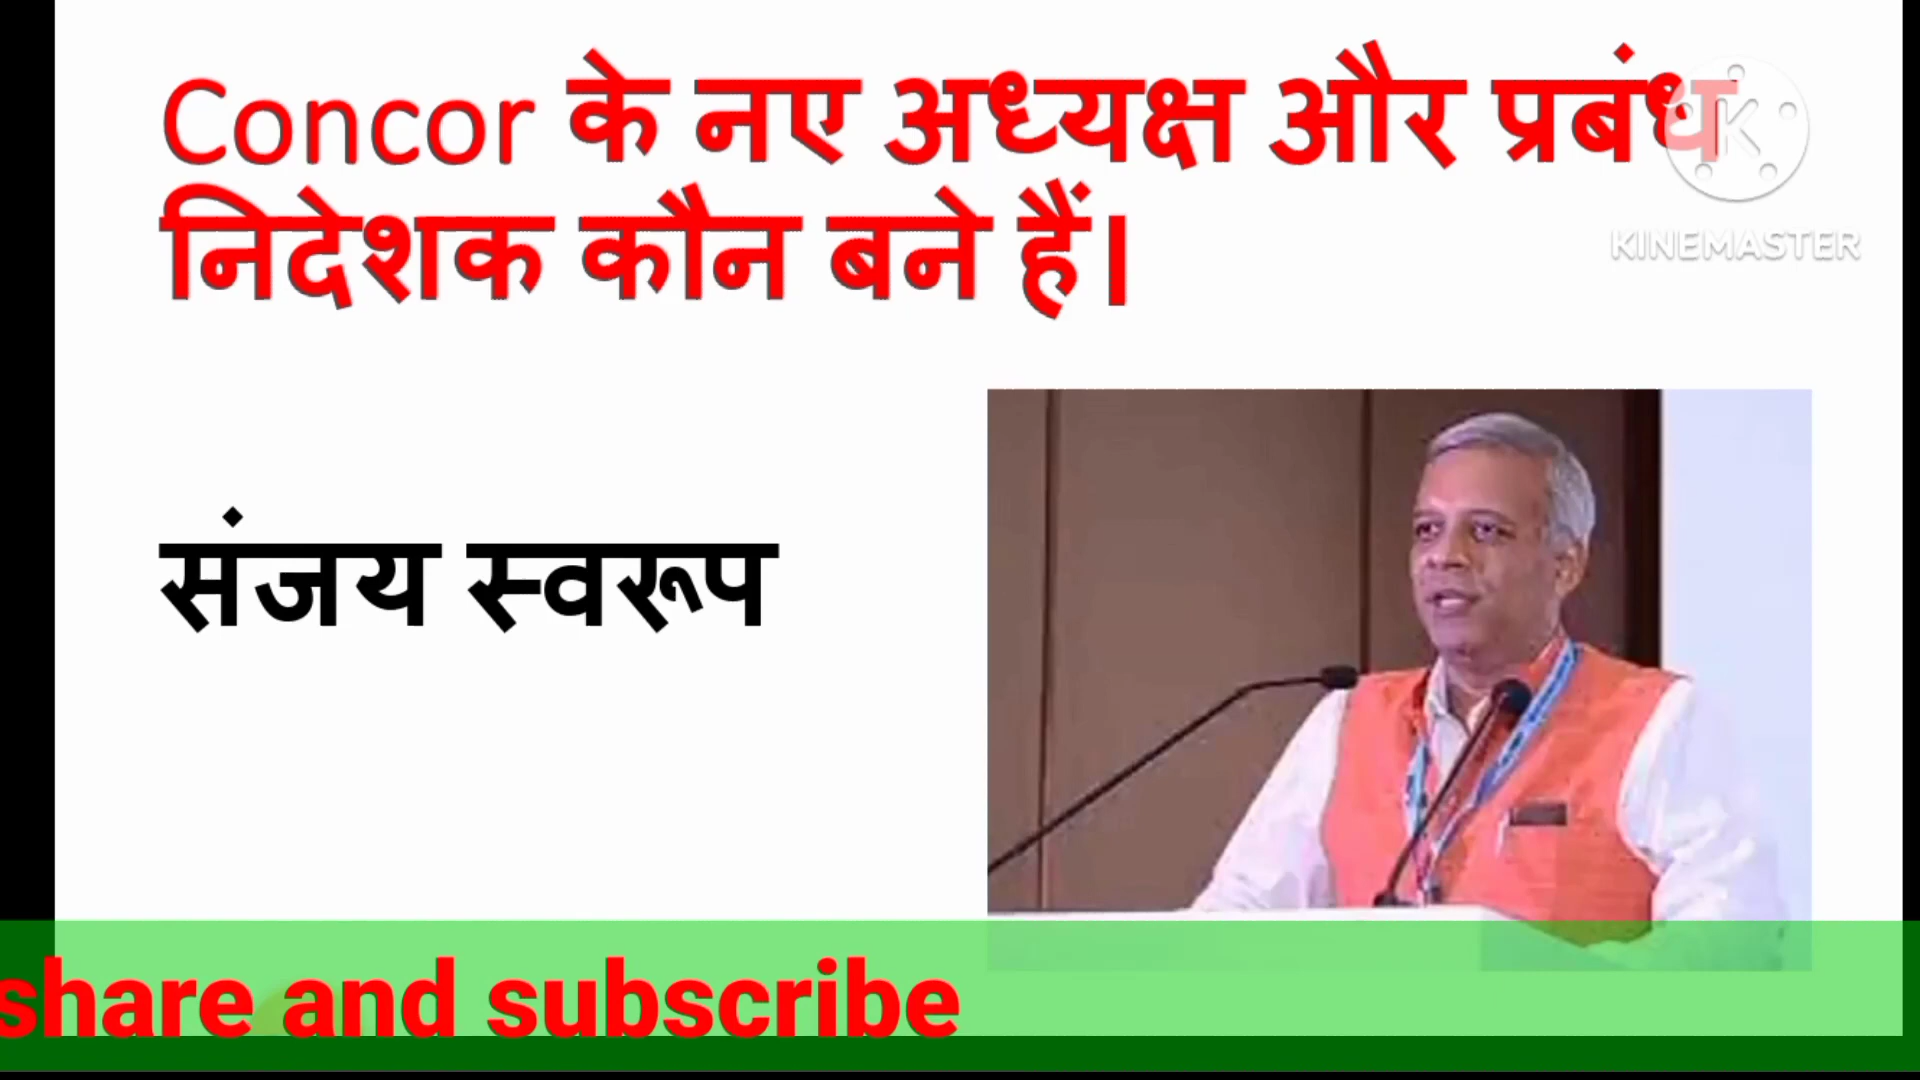 Concor के नए अध्यक्ष और प्रबंध
निदेशक कौन बने हैं।
K
KINEMASTER
संजय स्वरूप
share and subscribe